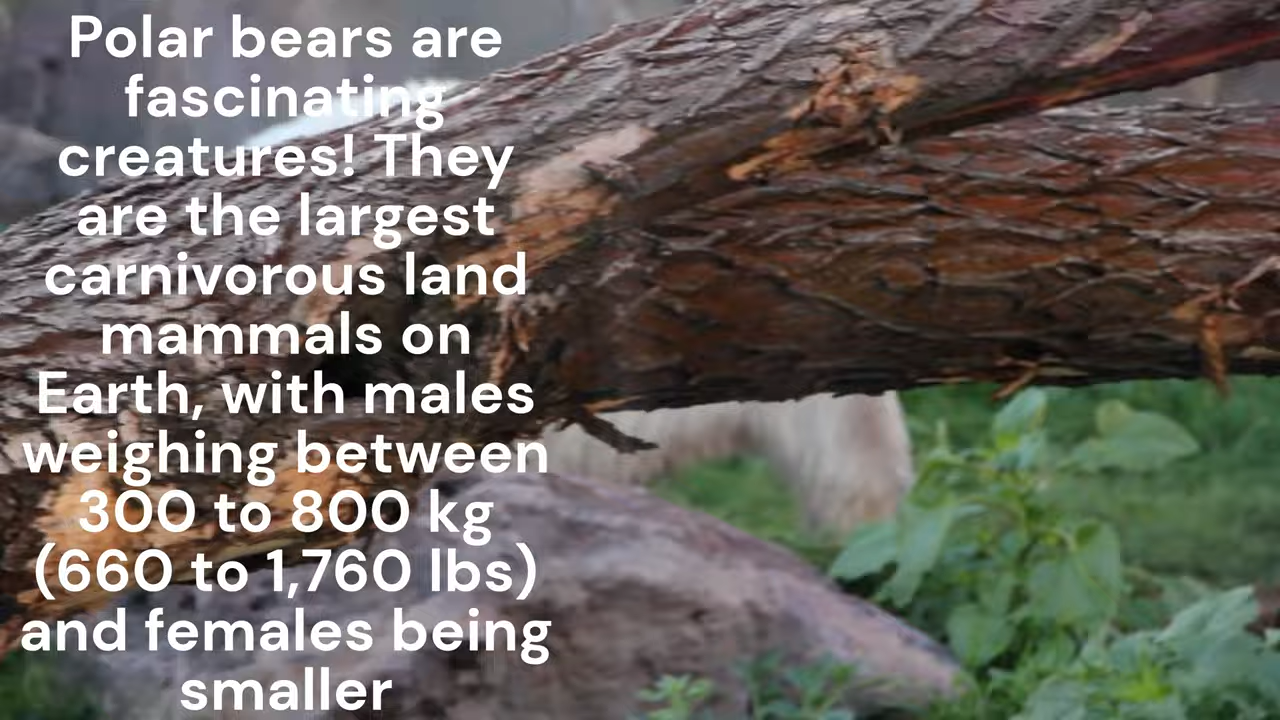 Polar bears are
fascinating
creatures! They
are the largest
carnivorous land
mammals on
Earth, with males
weighing between
300 to 800 kg
(660 to 1,760 lbs)
and females being
smaller